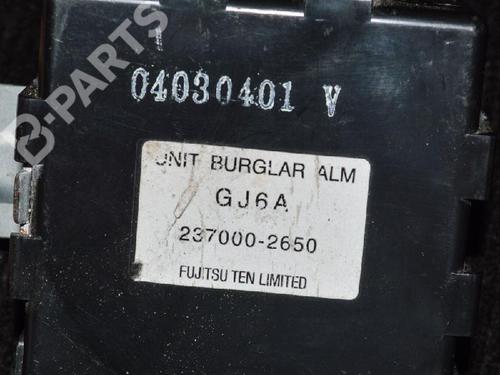 B-PARTS
04030401 V
UNIT BURGLAR ALM
GJ6A
237000-2650
FUJITSU TEN LIMITED